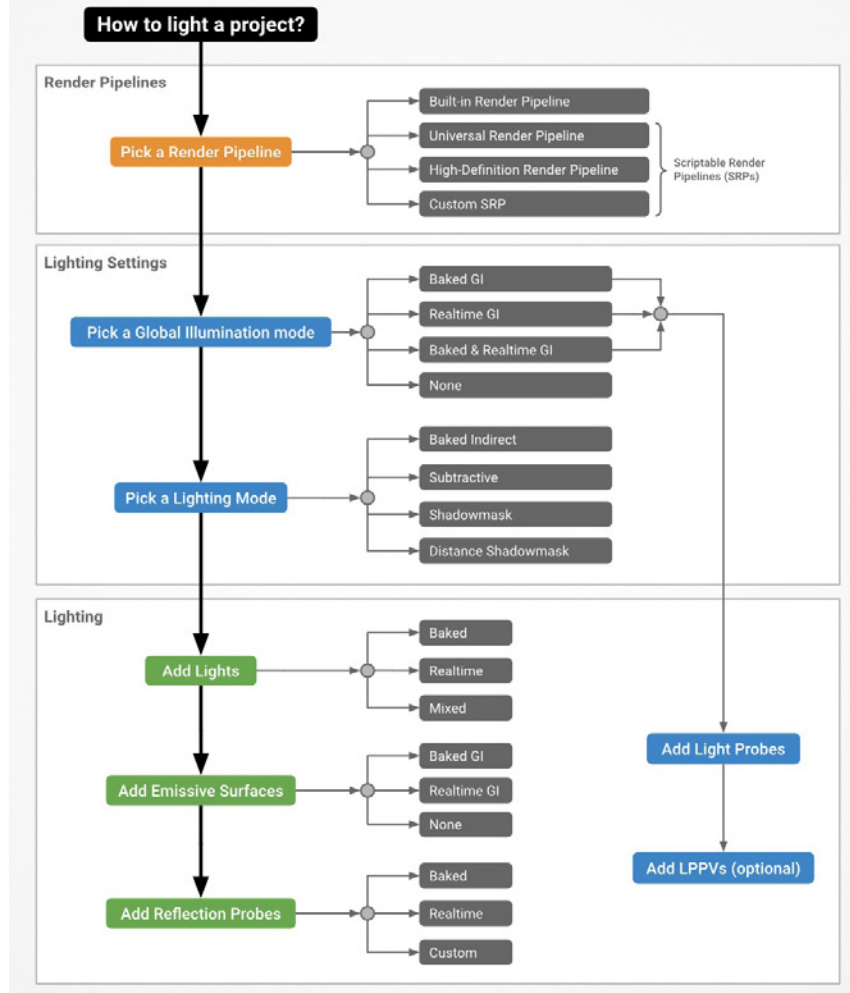 How to light a project?
Render Pipelines
Pick a Render Pipeline
Built-in Render Pipeline
Universal Render Pipeline
High-Definition Render Pipeline
Custom SRP
Scriptable Render
Pipelines (SRPs)
Lighting Settings
Pick a Global Illumination mode
Baked GI
Realtime GI
Baked & Realtime GI
None
Pick a Lighting Mode
Baked Indirect
Subtractive
Shadowmask
Distance Shadowmask
Lighting
Add Lights
Baked
Realtime
Mixed
Add Emissive Surfaces
Baked GI
Realtime GI
None
Add Reflection Probes
Baked
Realtime
Custom
Add Light Probes
Add LPPVs (optional)